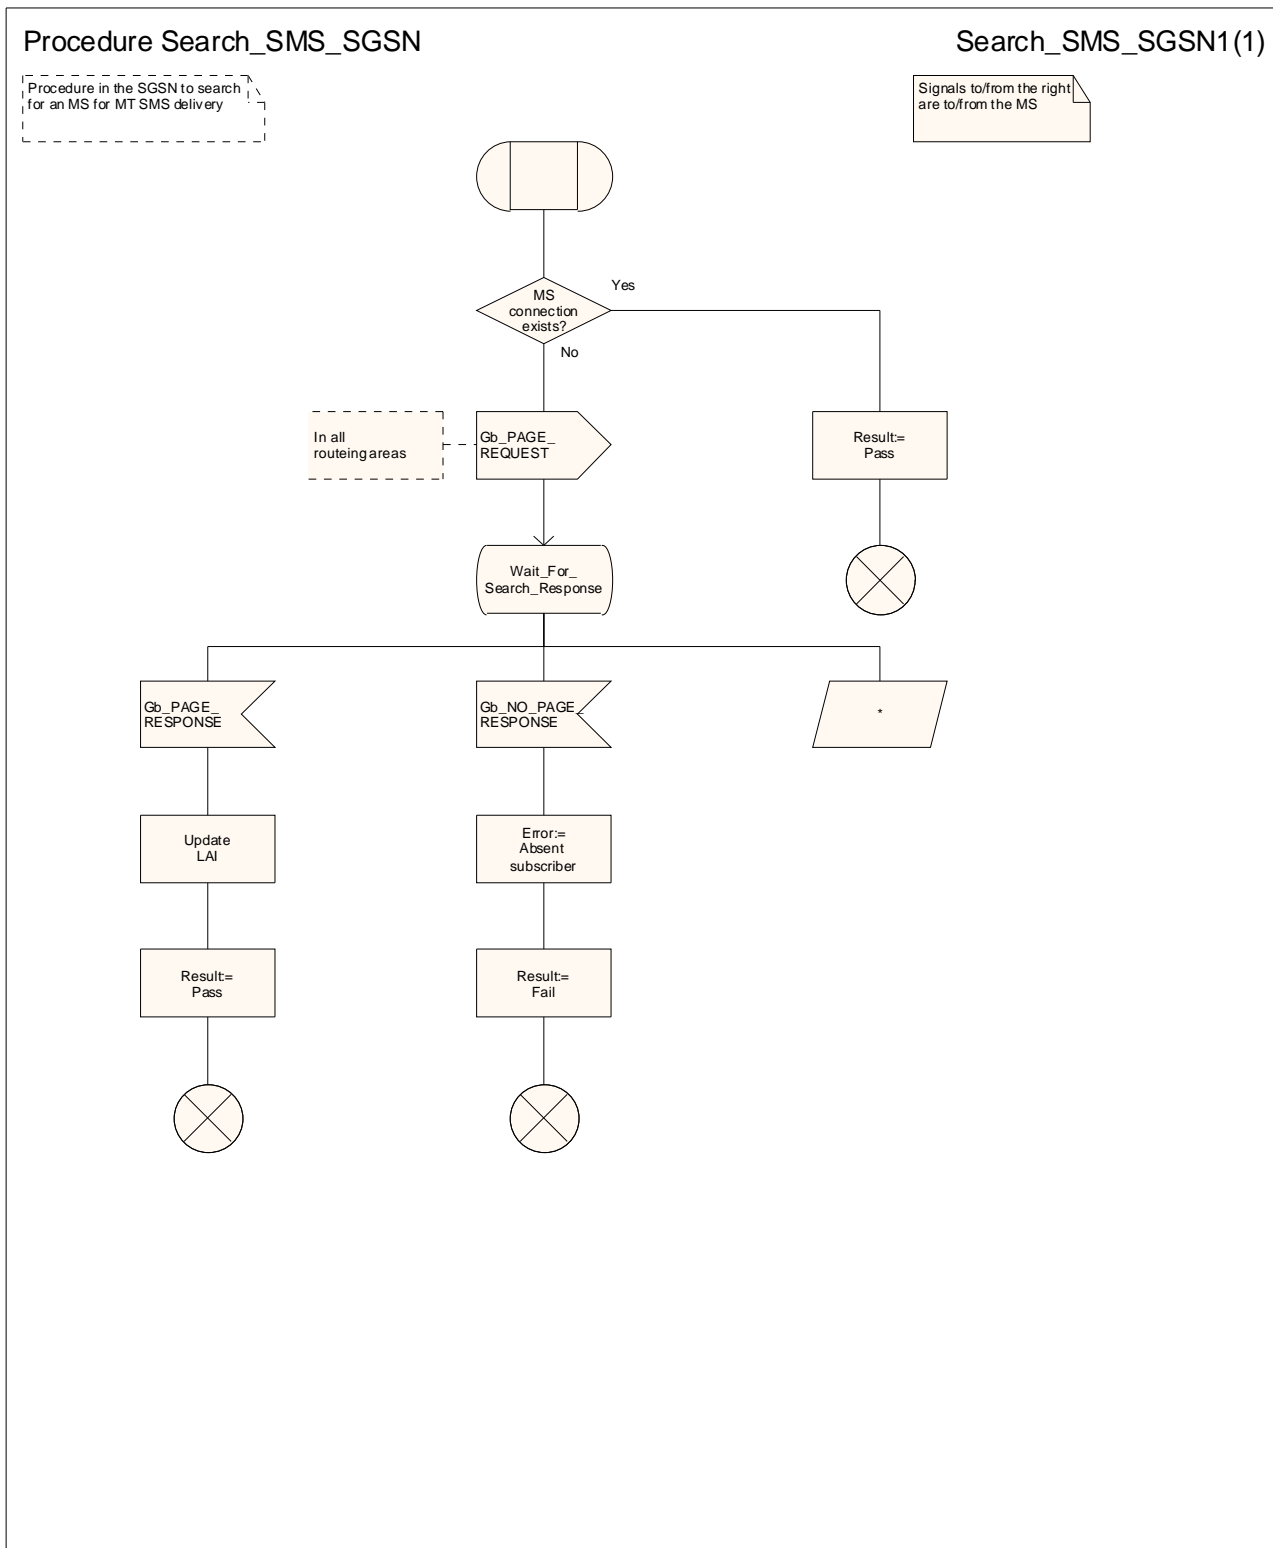 Procedure Search_SMS_SGSN
Search_SMS_SGSN1(1)
Procedure in the SGSN to search
for an MS for MT SMS delivery
Signals to/from the right
are to/from the MS
MS
connection
exists?
Yes
No
In all
routeing areas
Gb_PAGE_
REQUEST
Result:=
Pass
Wait_For_
Search_Response
Gb_PAGE_
RESPONSE
Gb_NO_PAGE_
RESPONSE
*
Update
LAI
Error:=
Absent
subscriber
Result:=
Pass
Result:=
Fail